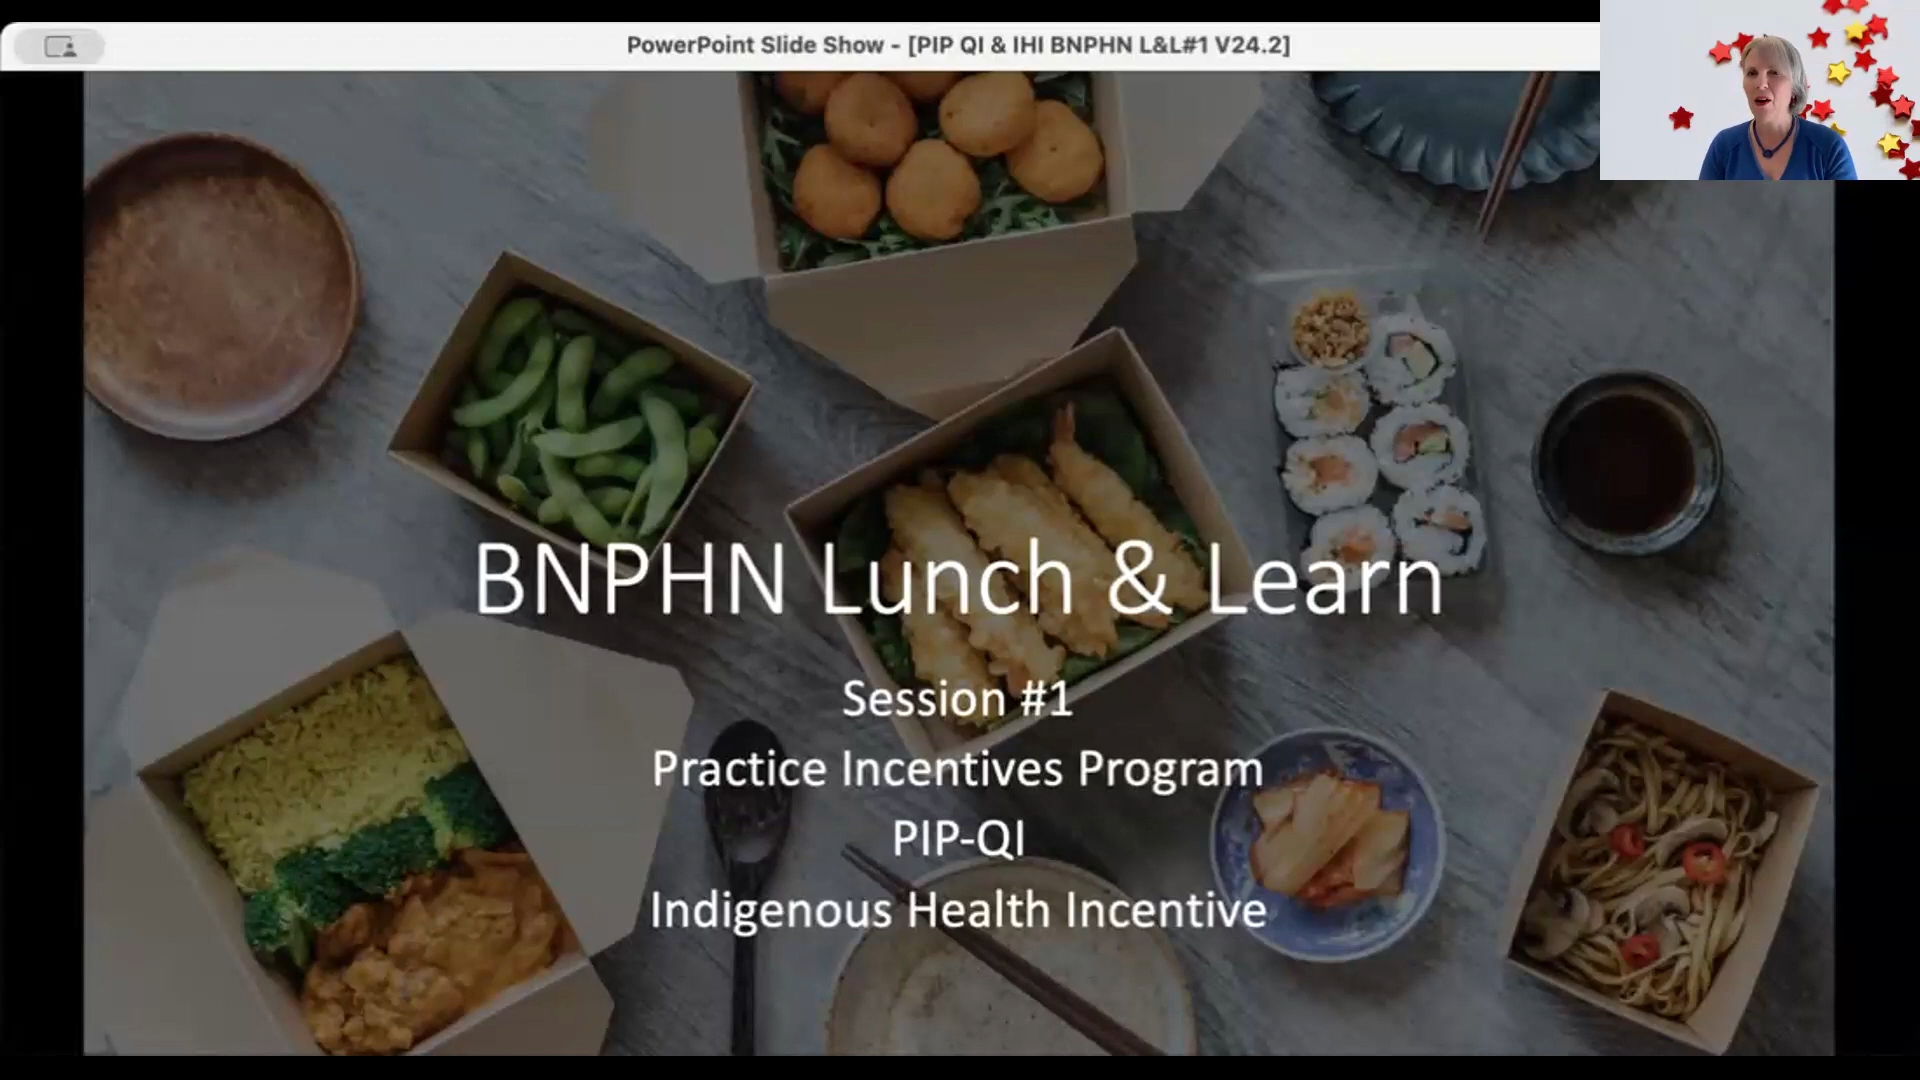 PowerPoint Slide Show - [PIP QI & IHI BNPHN L&L#1 V24.2]
BNPHN Lunch & Learn
Session #1
Practice Incentives Program
PIP-QI
Indigenous Health Incentive